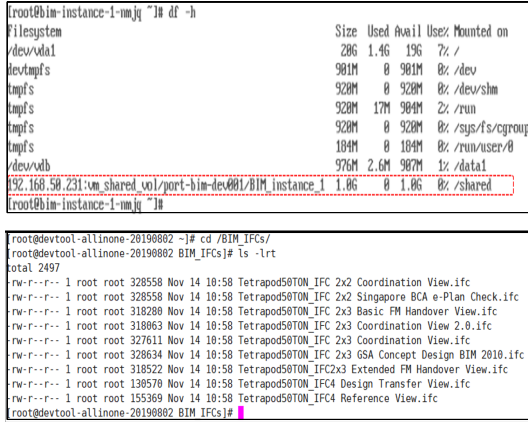 [root@bim-instance-1-nmjq ~]# df -h
Filesystem Size Used Avail Use% Mounted on
/dev/vda1 20G 1.4G 19G 7% /
devtmpfs 901M 0 901M 0% /dev
tmpfs 920M 0 920M 0% /dev/shm
tmpfs 920M 17M 904M 2% /run
tmpfs 920M 0 920M 0% /sys/fs/cgroup
tmpfs 184M 0 184M 0% /run/user/0
/dev/vdb 976M 2.6M 907M 1% /data1
192.168.50.231:vm_shared_vol/port-bim-dev001/BIM_instance_1 1.0G 0 1.0G 0% /shared
[root@bim-instance-1-nmjq ~]#
[root@devtool-allinone-20190802 ~]# cd /BIM_IFCs/
[root@devtool-allinone-20190802 BIM_IFCs]# ls -lrt
total 2497
-rw-r--r-- 1 root root 328558 Nov 14 10:58 Tetrapod50TON_IFC 2x2 Coordination View.ifc
-rw-r--r-- 1 root root 328558 Nov 14 10:58 Tetrapod50TON_IFC 2x2 Singapore BCA e-Plan Check.ifc
-rw-r--r-- 1 root root 318280 Nov 14 10:58 Tetrapod50TON_IFC 2x3 Basic FM Handover View.ifc
-rw-r--r-- 1 root root 318063 Nov 14 10:58 Tetrapod50TON_IFC 2x3 Coordination View 2.0.ifc
-rw-r--r-- 1 root root 327611 Nov 14 10:58 Tetrapod50TON_IFC 2x3 Coordination View.ifc
-rw-r--r-- 1 root root 328634 Nov 14 10:58 Tetrapod50TON_IFC 2x3 GSA Concept Design BIM 2010.ifc
-rw-r--r-- 1 root root 318522 Nov 14 10:58 Tetrapod50TON_IFC2x3 Extended FM Handover View.ifc
-rw-r--r-- 1 root root 130570 Nov 14 10:58 Tetrapod50TON_IFC4 Design Transfer View.ifc
-rw-r--r-- 1 root root 155369 Nov 14 10:58 Tetrapod50TON_IFC4 Reference View.ifc
[root@devtool-allinone-20190802 BIM_IFCs]#